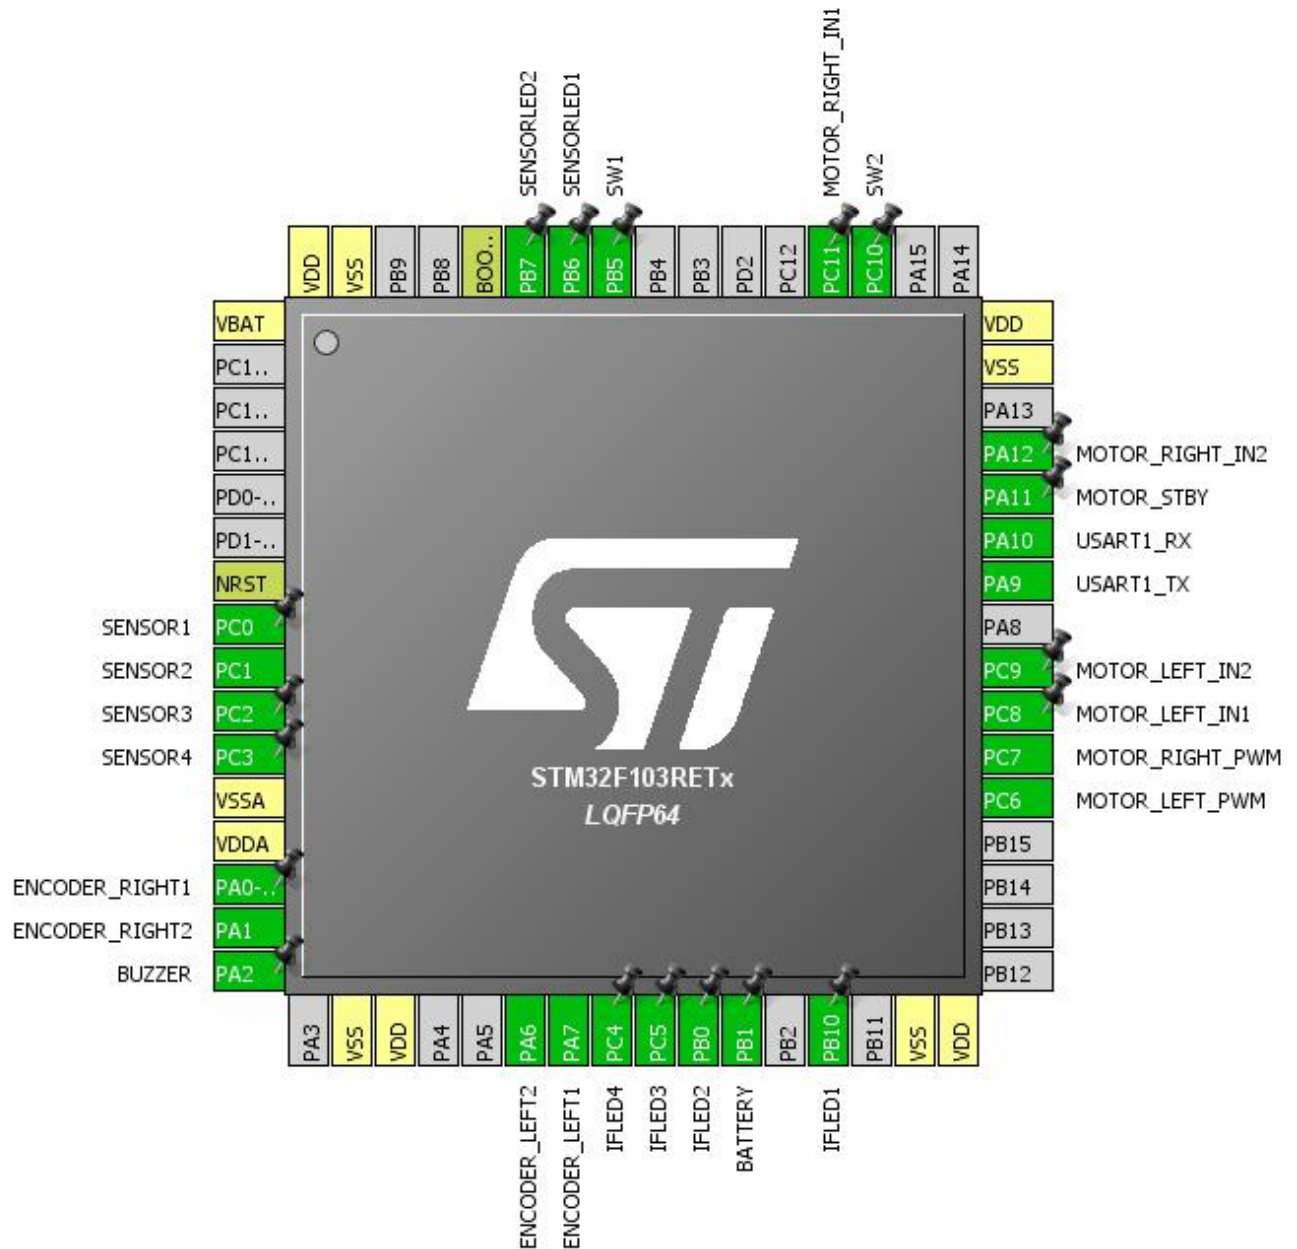 SENSORLED2
SENSORLED1
SW1
MOTOR_RIGHT_IN1
SW2
VDD
VSS
PB9
PB8
BOO..
PB7
PB6
PB5
PB4
PB3
PD2
PC12
PC11
PC10
PA15
PA14
VBAT
PC1..
PC1..
PC1..
PD0-..
PD1-..
NRST
SENSOR1 PC0
SENSOR2 PC1
SENSOR3 PC2
SENSOR4 PC3
VSSA
VDDA
ENCODER_RIGHT1 PA0-..
ENCODER_RIGHT2 PA1
BUZZER PA2
VDD
VSS
PA13
PA12 MOTOR_RIGHT_IN2
PA11 MOTOR_STBY
PA10 USART1_RX
PA9 USART1_TX
PA8
PC9 MOTOR_LEFT_IN2
PC8 MOTOR_LEFT_IN1
PC7 MOTOR_RIGHT_PWM
PC6 MOTOR_LEFT_PWM
PB15
PB14
PB13
PB12
ST
STM32F103RETx
LQFP64
PA3
VSS
VDD
PA4
PA5
PA6
PA7
PC4
PC5
PB0
PB1
PB2
PB10
PB11
VSS
VDD
ENCODER_LEFT2
ENCODER_LEFT1
IFLED4
IFLED3
IFLED2
BATTERY
IFLED1